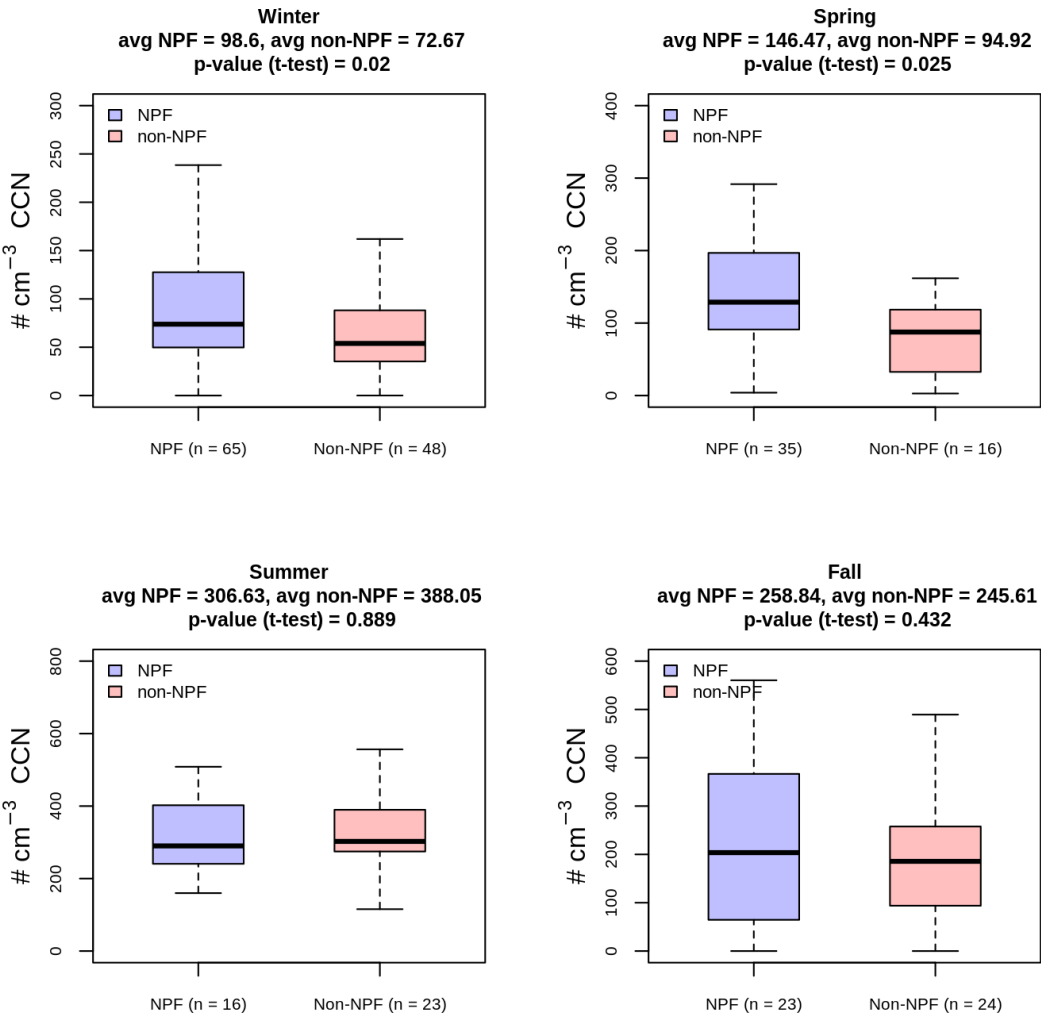 Winter
avg NPF = 98.6, avg non-NPF = 72.67
p-value (t-test) = 0.02
300
250
200
150
100
50
0
# cm⁻³ CCN
NPF
non-NPF
NPF (n = 65)
Non-NPF (n = 48)
Spring
avg NPF = 146.47, avg non-NPF = 94.92
p-value (t-test) = 0.025
400
300
200
100
0
# cm⁻³ CCN
NPF
non-NPF
NPF (n = 35)
Non-NPF (n = 16)
Summer
avg NPF = 306.63, avg non-NPF = 388.05
p-value (t-test) = 0.889
800
600
400
200
0
# cm⁻³ CCN
NPF
non-NPF
NPF (n = 16)
Non-NPF (n = 23)
Fall
avg NPF = 258.84, avg non-NPF = 245.61
p-value (t-test) = 0.432
600
500
400
300
200
100
0
# cm⁻³ CCN
NPF
non-NPF
NPF (n = 23)
Non-NPF (n = 24)